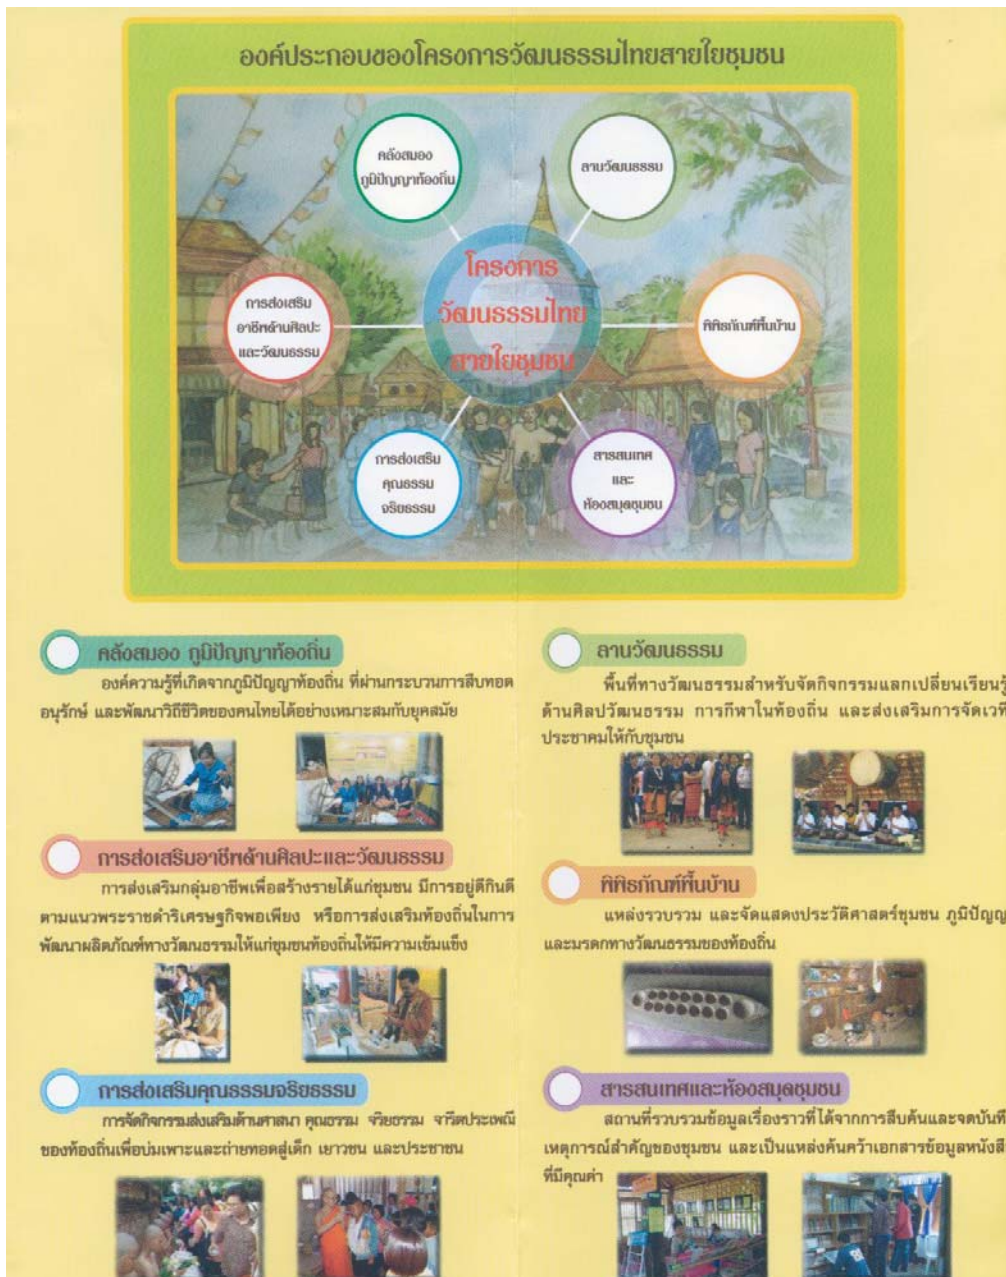 องค์ประกอบของโครงการวัฒนธรรมไทยสายใยชุมชน
คลังสมอง
ภูมิปัญญาท้องถิ่น
ลานวัฒนธรรม
การส่งเสริม
อาชีพด้านศิลปะ
และวัฒนธรรม
โครงการ
วัฒนธรรมไทย
สายใยชุมชน
พิพิธภัณฑ์พื้นบ้าน
การส่งเสริม
คุณธรรม
จริยธรรม
สารสนเทศ
และ
ห้องสมุดชุมชน
คลังสมอง ภูมิปัญญาท้องถิ่น
องค์ความรู้ที่เกิดจากภูมิปัญญาท้องถิ่น ที่ผ่านกระบวนการสืบทอด
อนุรักษ์ และพัฒนาวิถีชีวิตของคนไทยได้อย่างเหมาะสมกับยุคสมัย
การส่งเสริมอาชีพด้านศิลปะและวัฒนธรรม
การส่งเสริมกลุ่มอาชีพเพื่อสร้างรายได้แก่ชุมชน มีการอยู่ดีกินดี
ตามแนวพระราชดำริเศรษฐกิจพอเพียง หรือการส่งเสริมท้องถิ่นในการ
พัฒนาผลิตภัณฑ์ทางวัฒนธรรมให้แก่ชุมชนท้องถิ่นให้มีความเข้มแข็ง
การส่งเสริมคุณธรรมจริยธรรม
การจัดกิจกรรมส่งเสริมด้านศาสนา คุณธรรม จริยธรรม จารีตประเพณี
ของท้องถิ่นเพื่อบ่มเพาะและถ่ายทอดสู่เด็ก เยาวชน และประชาชน
ลานวัฒนธรรม
พื้นที่ทางวัฒนธรรมสำหรับจัดกิจกรรมแลกเปลี่ยนเรียนรู้
ด้านศิลปวัฒนธรรม การกีฬาในท้องถิ่น และส่งเสริมการจัดเวที
ประชาคมให้กับชุมชน
พิพิธภัณฑ์พื้นบ้าน
แหล่งรวบรวม และจัดแสดงประวัติศาสตร์ชุมชน ภูมิปัญญ
และมรดกทางวัฒนธรรมของท้องถิ่น
สารสนเทศและห้องสมุดชุมชน
สถานที่รวบรวมข้อมูลเรื่องราวที่ได้จากการสืบค้นและจดบันทึ
เหตุการณ์สำคัญของชุมชน และเป็นแหล่งค้นคว้าเอกสารข้อมูลหนังสื
ที่มีคุณค่า